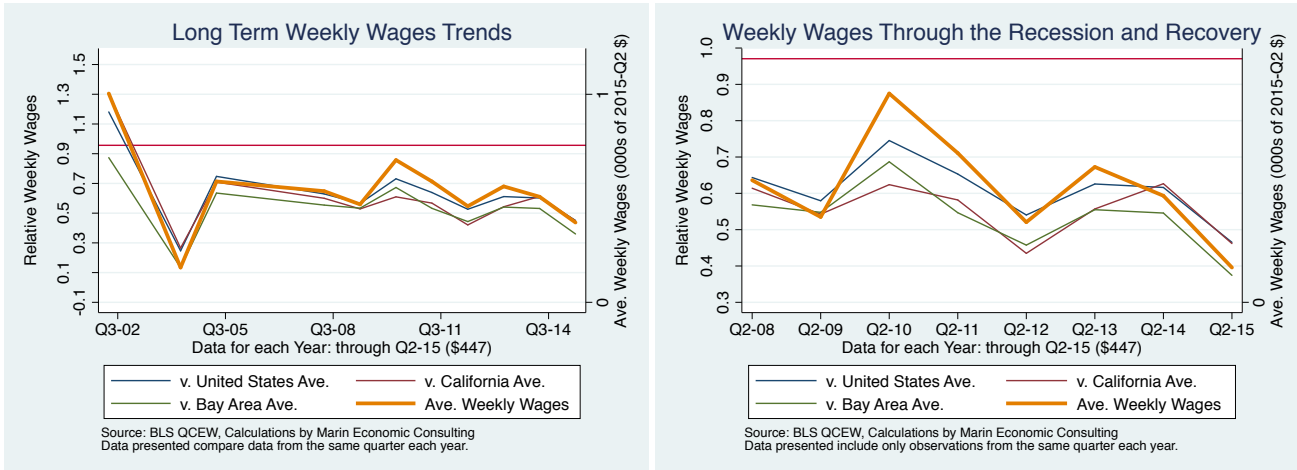 Long Term Weekly Wages Trends
Relative Weekly Wages
1.5
1.3
1.1
0.9
0.7
0.5
0.3
0.1
-0.1
1
0
Ave. Weekly Wages (000s of 2015-Q2 $)
Q3-02 Q3-05 Q3-08 Q3-11 Q3-14
Data for each Year: through Q2-15 ($447)
v. United States Ave. v. California Ave.
v. Bay Area Ave. Ave. Weekly Wages
Source: BLS QCEW, Calculations by Marin Economic Consulting
Data presented compare data from the same quarter each year.
Weekly Wages Through the Recession and Recovery
Relative Weekly Wages
1.0
0.9
0.8
0.7
0.6
0.5
0.4
0.3
0
Ave. Weekly Wages (000s of 2015-Q2 $)
Q2-08 Q2-09 Q2-10 Q2-11 Q2-12 Q2-13 Q2-14 Q2-15
Data for each Year: through Q2-15 ($447)
v. United States Ave. v. California Ave.
v. Bay Area Ave. Ave. Weekly Wages
Source: BLS QCEW, Calculations by Marin Economic Consulting
Data presented include only observations from the same quarter each year.